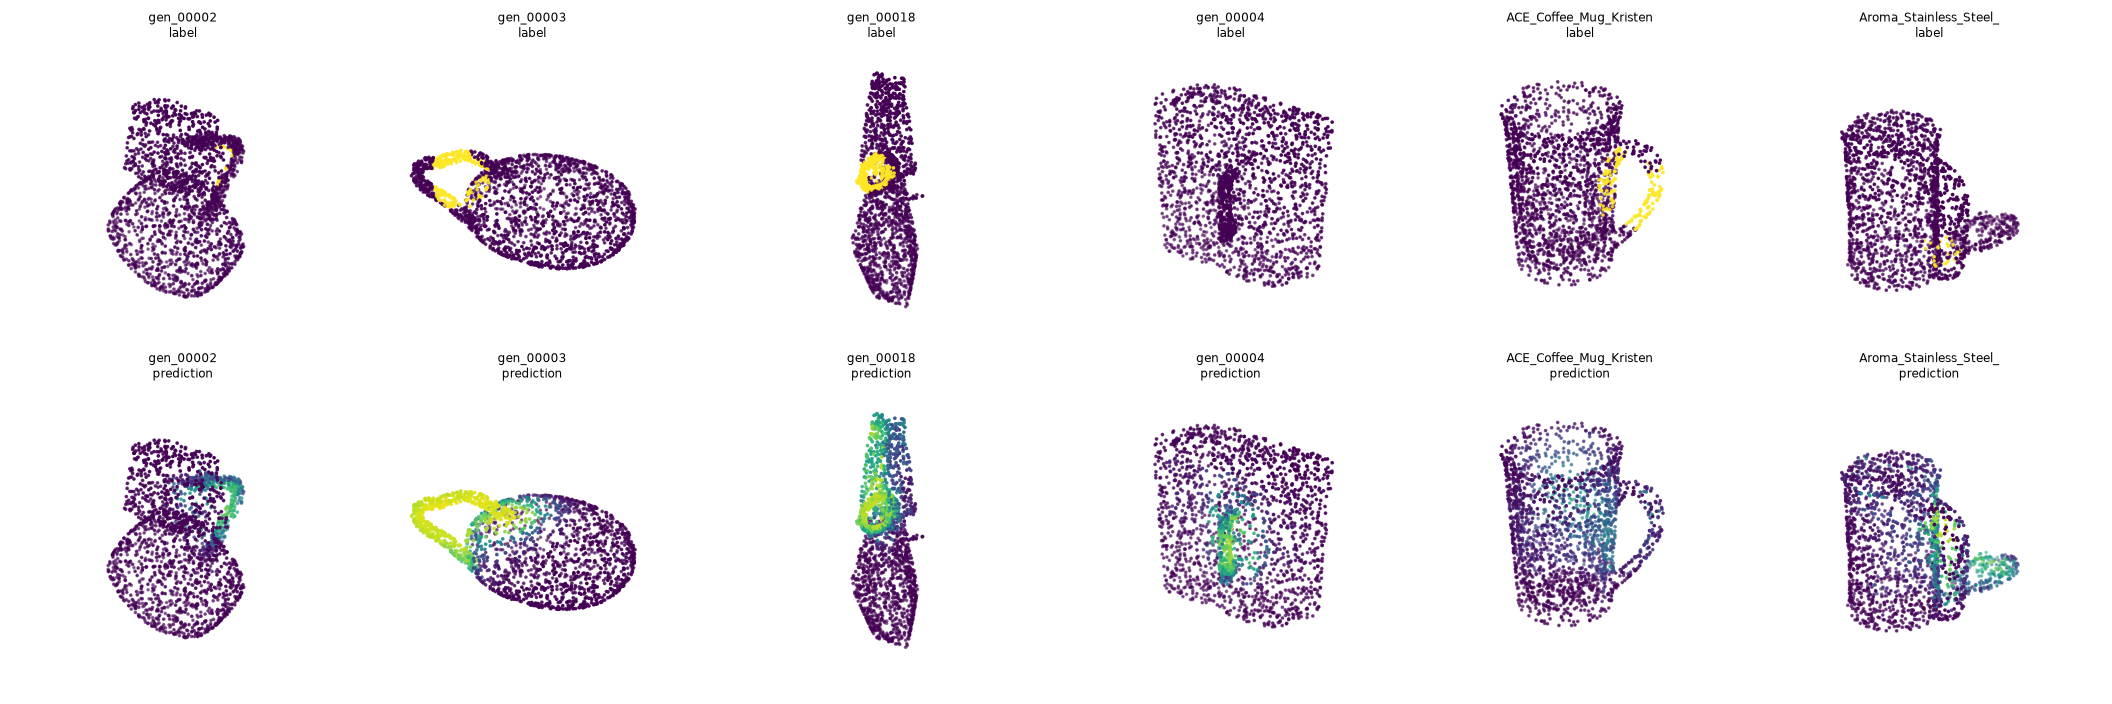 gen_00002
label
gen_00003
label
gen_00018
label
gen_00004
label
ACE_Coffee_Mug_Kristen
label
Aroma_Stainless_Steel_
label
gen_00002
prediction
gen_00003
prediction
gen_00018
prediction
gen_00004
prediction
ACE_Coffee_Mug_Kristen
prediction
Aroma_Stainless_Steel_
prediction